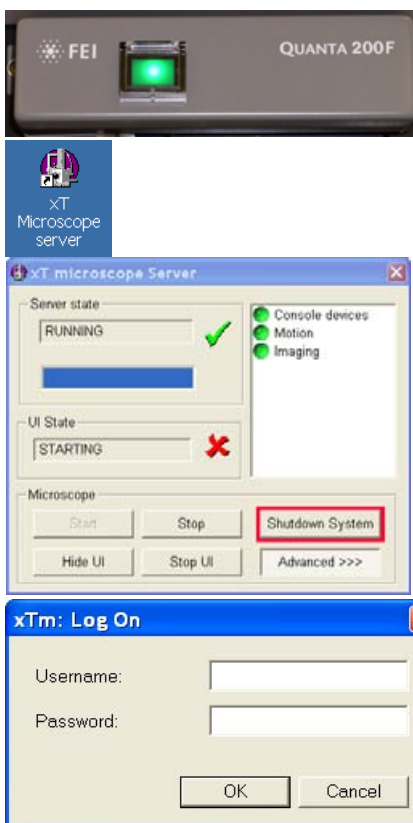 FEI QUANTA 200F
xT
Microscope
server
xT microscope Server
Server state
RUNNING
Console devices
Motion
Imaging
UI State
STARTING
Microscope
Start Stop Shutdown System
Hide UI Stop UI Advanced >>>
xTm: Log On
Username:
Password:
OK Cancel